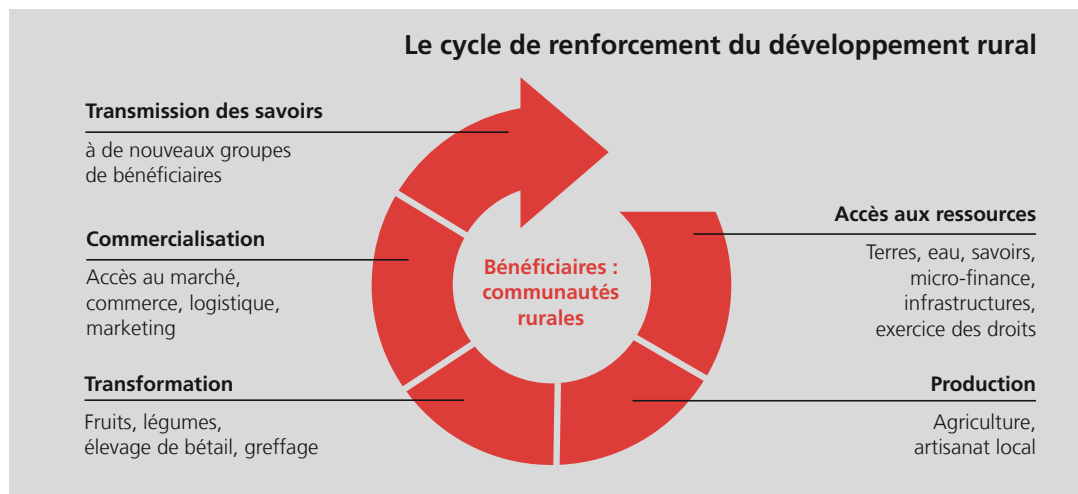 Le cycle de renforcement du développement rural
Transmission des savoirs
à de nouveaux groupes
de bénéficiaires
Commercialisation
Accès au marché,
commerce, logistique,
marketing
Transformation
Fruits, légumes,
élevage de bétail, greffage
Bénéficiaires :
communautés
rurales
Accès aux ressources
Terres, eau, savoirs,
micro-finance,
infrastructures,
exercice des droits
Production
Agriculture,
artisanat local